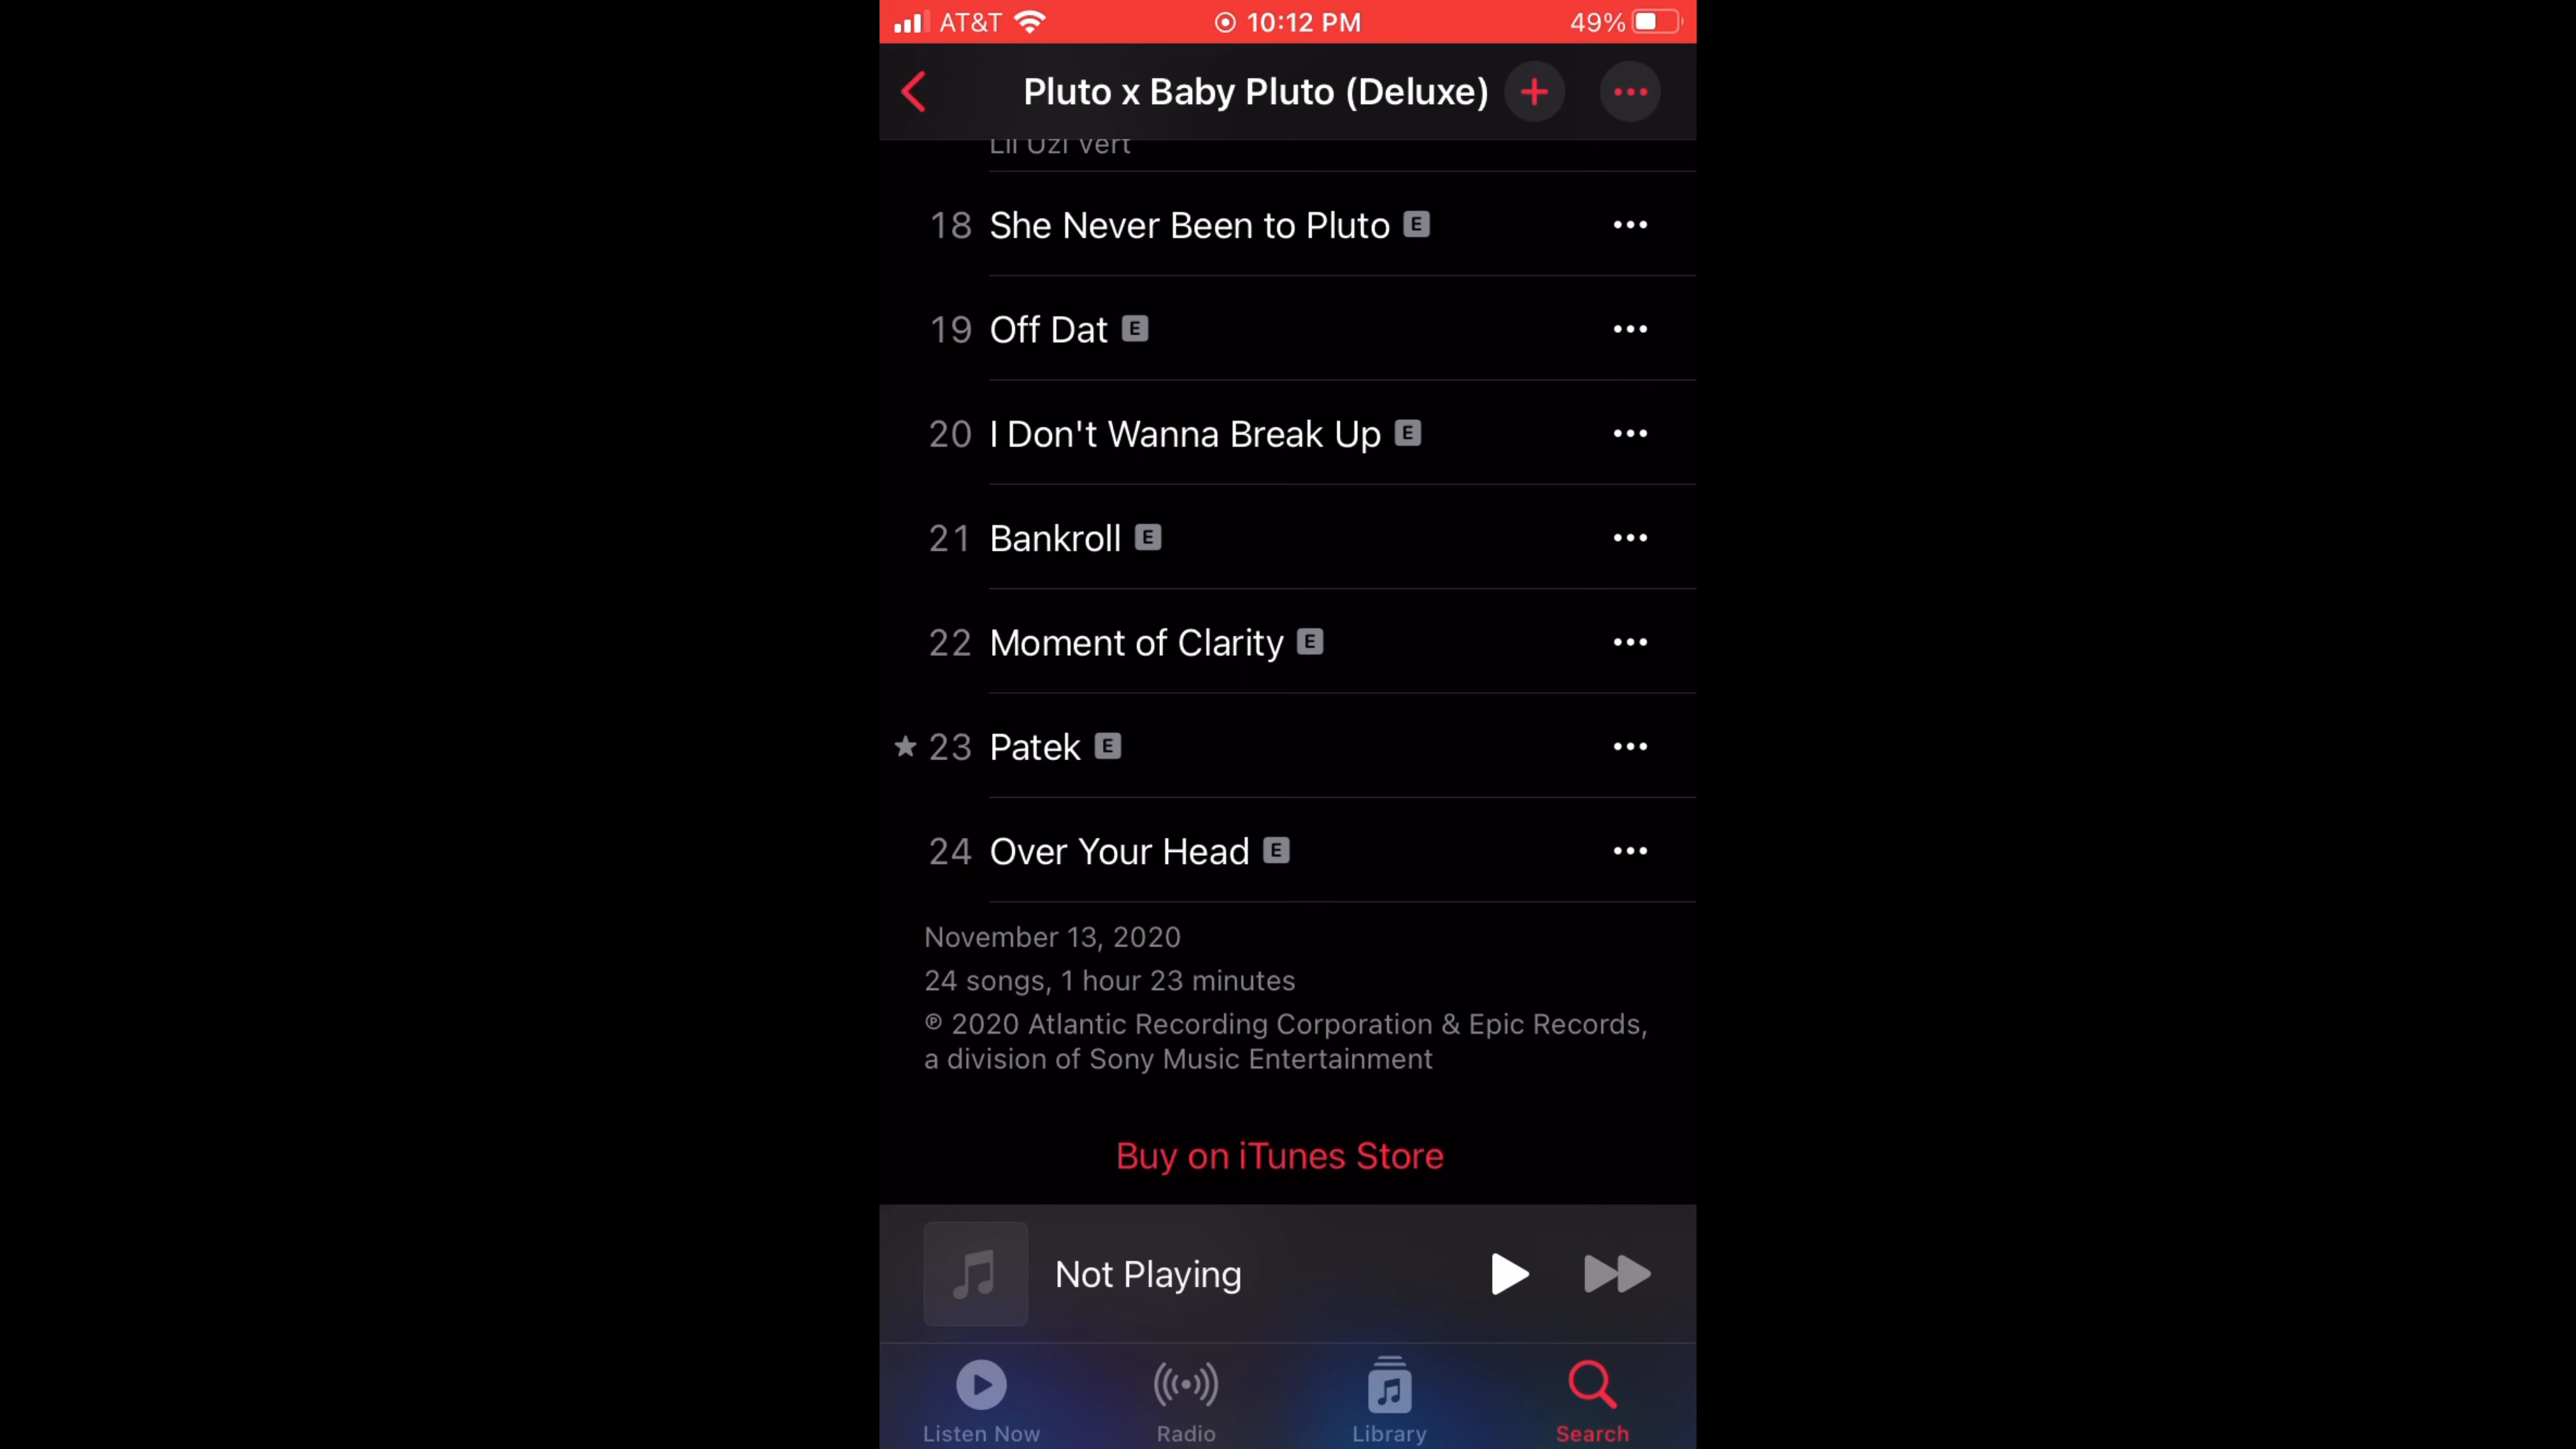 AT&T 10:12 PM 49%
Pluto x Baby Pluto (Deluxe)
Lil Uzi Vert
18 She Never Been to Pluto E
19 Off Dat E
20 I Don't Wanna Break Up E
21 Bankroll E
22 Moment of Clarity E
23 Patek E
24 Over Your Head E
November 13, 2020
24 songs, 1 hour 23 minutes
℗ 2020 Atlantic Recording Corporation & Epic Records,
a division of Sony Music Entertainment
Buy on iTunes Store
Not Playing
Listen Now Radio Library Search